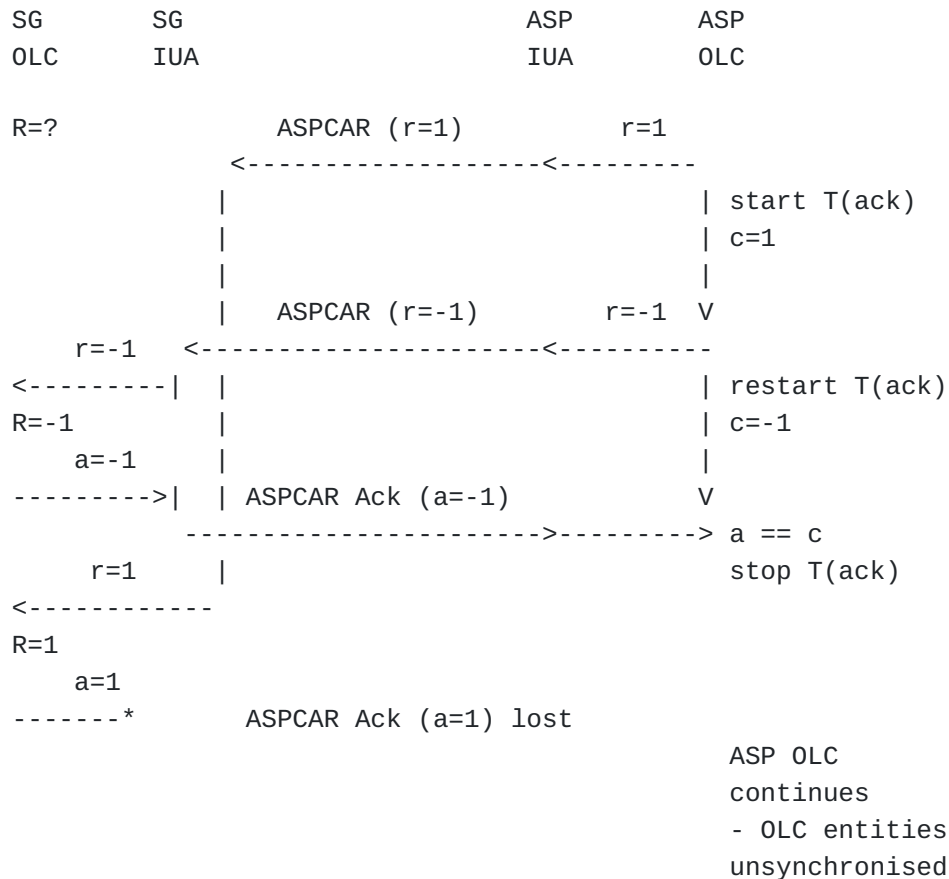 SG        SG                      ASP        ASP
OLC      IUA                     IUA        OLC
R=?              ASPCAR (r=1)          r=1
              <--------------------<---------
             |                              | start T(ack)
             |                              | c=1
             |                              |
             |   ASPCAR (r=-1)        r=-1  V
    r=-1   <----------------------<----------
<---------|  |                              | restart T(ack)
R=-1         |                              | c=-1
    a=-1     |                              |
--------->|  | ASPCAR Ack (a=-1)            V
           ----------------------->---------> a == c
     r=1     |                                stop T(ack)
<------------
R=1
    a=1
-------*       ASPCAR Ack (a=1) lost
ASP OLC
continues
- OLC entities
unsynchronised